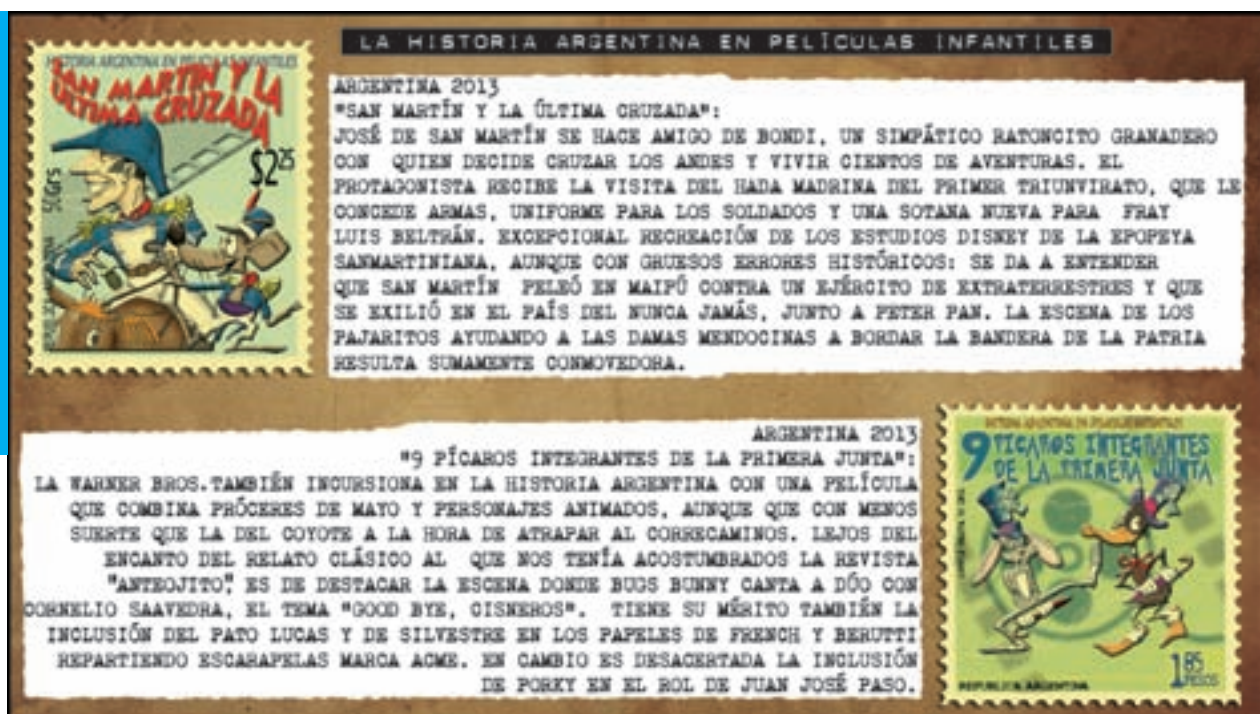 LA HISTORIA ARGENTINA EN PELÍCULAS INFANTILES
HISTORIA ARGENTINA EN PELICULAS INFANTILES
SAN MARTÍN Y LA
ÚLTIMA CRUZADA
$2 25
50Grs
ARGENTINA 2013
"SAN MARTÍN Y LA ÚLTIMA CRUZADA":
JOSÉ DE SAN MARTÍN SE HACE AMIGO DE BONDI, UN SIMPÁTICO RATONCITO GRANADERO
CON QUIEN DECIDE CRUZAR LOS ANDES Y VIVIR CIENTOS DE AVENTURAS. EL
PROTAGONISTA RECIBE LA VISITA DEL HADA MADRINA DEL PRIMER TRIUNVIRATO, QUE LE
CONCEDE ARMAS, UNIFORME PARA LOS SOLDADOS Y UNA SOTANA NUEVA PARA FRAY
LUIS BELTRÁN. EXCEPCIONAL RECREACIÓN DE LOS ESTUDIOS DISNEY DE LA EPOPEYA
SANMARTINIANA, AUNQUE CON GRUESOS ERRORES HISTÓRICOS: SE DA A ENTENDER
QUE SAN MARTÍN PELEÓ EN MAIPÚ CONTRA UN EJÉRCITO DE EXTRATERRESTRES Y QUE
SE EXILIÓ EN EL PAÍS DEL NUNCA JAMÁS, JUNTO A PETER PAN. LA ESCENA DE LOS
PAJARITOS AYUDANDO A LAS DAMAS MENDOCINAS A BORDAR LA BANDERA DE LA PATRIA
RESULTA SUMAMENTE CONMOVEDORA.
ARGENTINA 2013
"9 PÍCAROS INTEGRANTES DE LA PRIMERA JUNTA":
LA WARNER BROS.TAMBIÉN INCURSIONA EN LA HISTORIA ARGENTINA CON UNA PELÍCULA
QUE COMBINA PRÓCERES DE MAYO Y PERSONAJES ANIMADOS, AUNQUE QUE CON MENOS
SUERTE QUE LA DEL COYOTE A LA HORA DE ATRAPAR AL CORRECAMINOS. LEJOS DEL
ENCANTO DEL RELATO CLÁSICO AL QUE NOS TENÍA ACOSTUMBRADOS LA REVISTA
"ANTEOJITO", ES DE DESTACAR LA ESCENA DONDE BUGS BUNNY CANTA A DÚO CON
CORNELIO SAAVEDRA, EL TEMA "GOOD BYE, CISNEROS". TIENE SU MÉRITO TAMBIÉN LA
INCLUSIÓN DEL PATO LUCAS Y DE SILVESTRE EN LOS PAPELES DE FRENCH Y BERUTTI
REPARTIENDO ESCARAPELAS MARCA ACME. EN CAMBIO ES DESACERTADA LA INCLUSIÓN
DE PORKY EN EL ROL DE JUAN JOSÉ PASO.
9 PÍCAROS INTEGRANTES
DE LA PRIMERA JUNTA
1 85
PESOS
REPUBLICA ARGENTINA